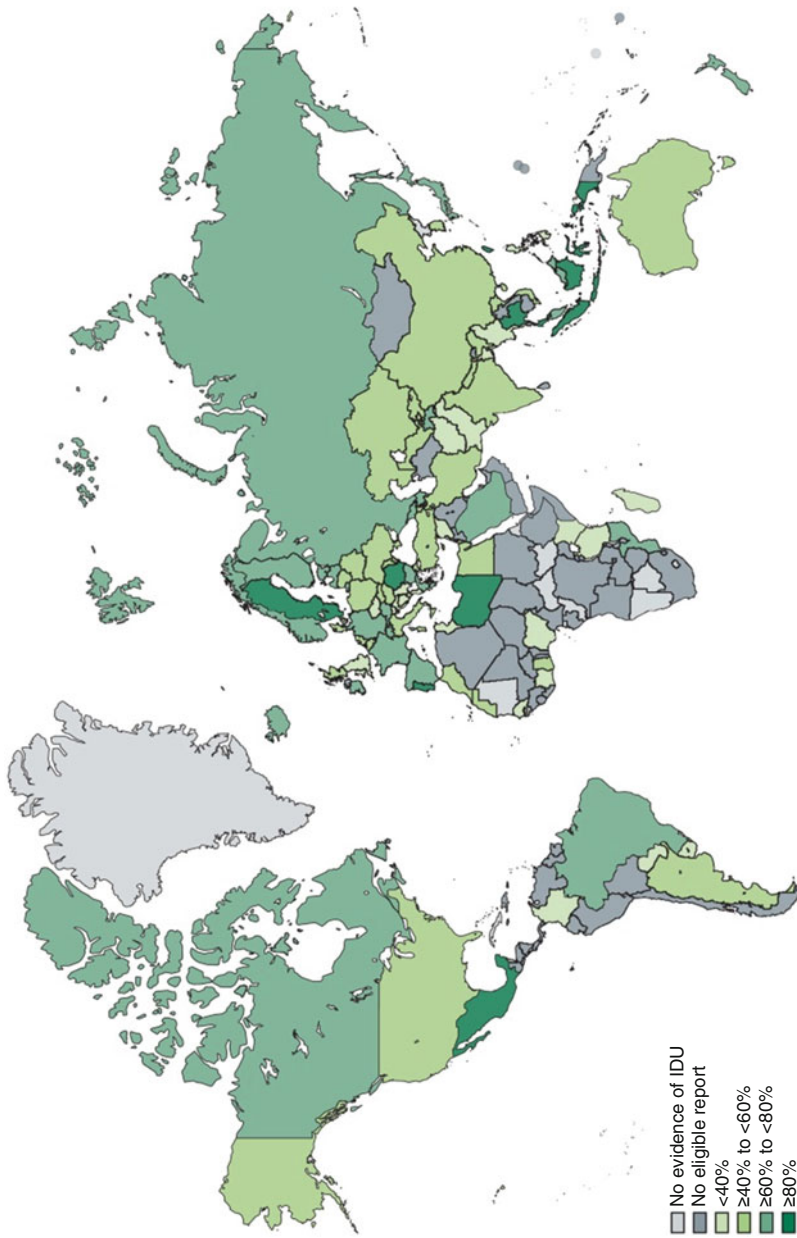 No evidence of IDU
No eligible report
<40%
≥40% to <60%
≥60% to <80%
≥80%